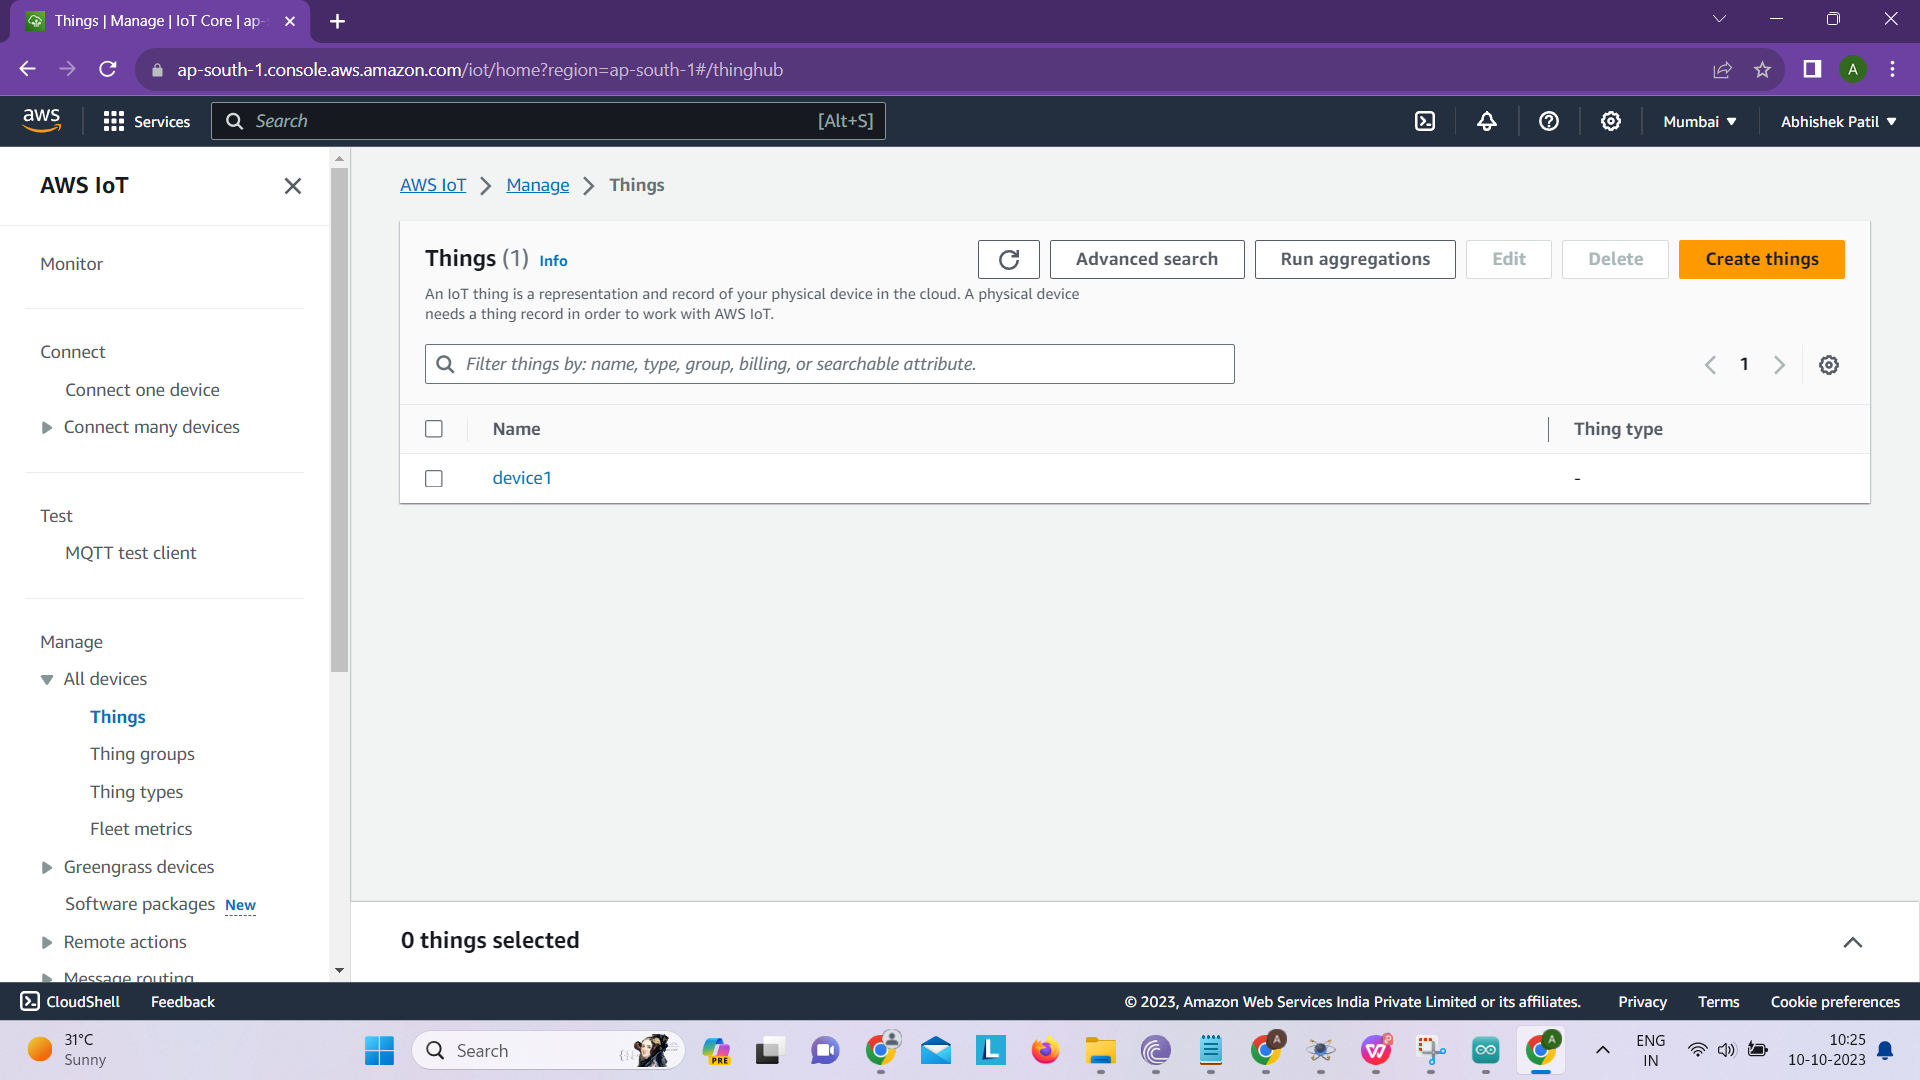 Things | Manage | IoT Core | ap-
ap-south-1.console.aws.amazon.com/iot/home?region=ap-south-1#/thinghub
A
aws
Services
Search
[Alt+S]
Mumbai
Abhishek Patil
AWS IoT
Monitor
Connect
Connect one device
Connect many devices
Test
MQTT test client
Manage
All devices
Things
Thing groups
Thing types
Fleet metrics
Greengrass devices
Software packages New
Remote actions
Message routing
AWS IoT
Manage
Things
Things (1) Info
Advanced search
Run aggregations
Edit
Delete
Create things
An IoT thing is a representation and record of your physical device in the cloud. A physical device
needs a thing record in order to work with AWS IoT.
Filter things by: name, type, group, billing, or searchable attribute.
1
Name
Thing type
device1
-
0 things selected
CloudShell
Feedback
© 2023, Amazon Web Services India Private Limited or its affiliates.
Privacy
Terms
Cookie preferences
31°C
Sunny
Search
PRE
L
A
W
A
ENG
IN
10:25
10-10-2023